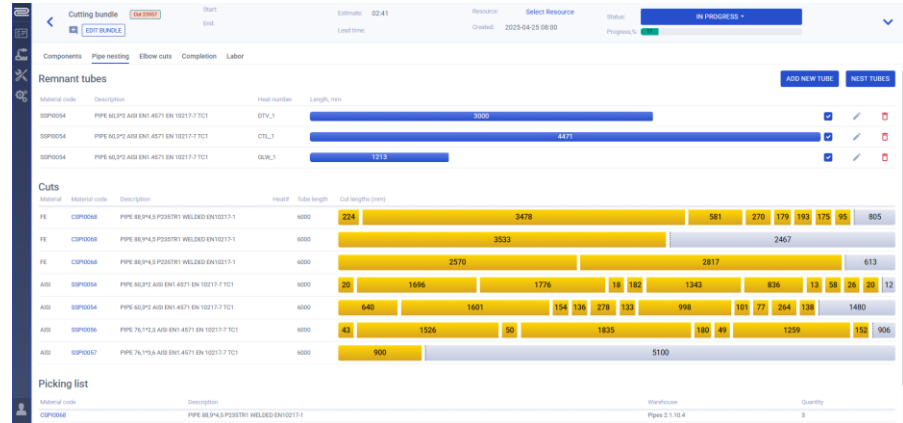 Cutting bundle Cut 23057 Start: Estimate: 02:41 Resource: Select Resource Status: IN PROGRESS
EDIT BUNDLE End: Lead time: Created: 2025-04-25 08:00 Progress,%
Components Pipe nesting Elbow cuts Completion Labor
Remnant tubes ADD NEW TUBE NEST TUBES
Material code Description Heat number Length, mm
SSPI0054 PIPE 60,3*2 AISI EN1.4571 EN 10217-7 TC1 DTV_1 3000
SSPI0054 PIPE 60,3*2 AISI EN1.4571 EN 10217-7 TC1 CTL_1 4471
SSPI0054 PIPE 60,3*2 AISI EN1.4571 EN 10217-7 TC1 GLW_1 1213
Cuts
Material Material code Description Heat# Tube length Cut lengths (mm)
FE CSPI0068 PIPE 88,9*4,5 P235TR1 WELDED EN10217-1 6000 224 3478 581 270 179 193 175 95 805
FE CSPI0068 PIPE 88,9*4,5 P235TR1 WELDED EN10217-1 6000 3533 2467
FE CSPI0068 PIPE 88,9*4,5 P235TR1 WELDED EN10217-1 6000 2570 2817 613
AISI SSPI0054 PIPE 60,3*2 AISI EN1.4571 EN 10217-7 TC1 6000 20 1696 1776 18 182 1343 836 13 58 26 20 12
AISI SSPI0054 PIPE 60,3*2 AISI EN1.4571 EN 10217-7 TC1 6000 640 1601 154 136 278 133 998 101 77 264 138 1480
AISI SSPI0056 PIPE 76,1*2,3 AISI EN1.4571 EN 10217-7 TC1 6000 43 1526 50 1835 180 49 1259 152 906
AISI SSPI0057 PIPE 76,1*3,6 AISI EN1.4571 EN 10217-7 TC1 6000 900 5100
Picking list
Material code Description Warehouse Quantity
CSPI0068 PIPE 88,9*4,5 P235TR1 WELDED EN10217-1 Pipes 2.1.10.4 3